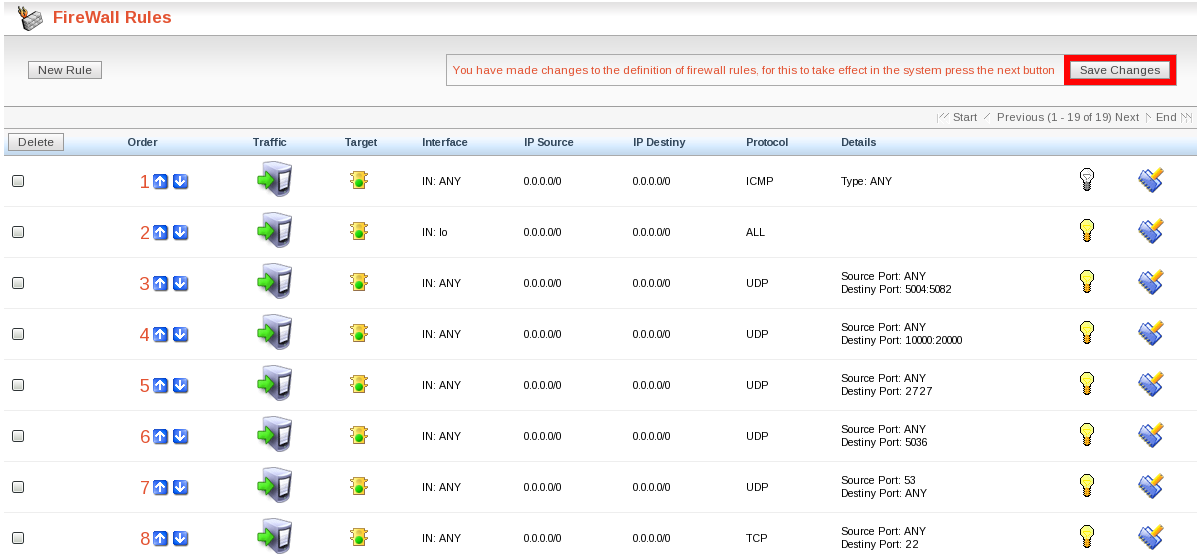 FireWall Rules
New Rule You have made changes to the definition of firewall rules, for this to take effect in the system press the next button Save Changes
Start Previous (1 - 19 of 19) Next End
Delete Order Traffic Target Interface IP Source IP Destiny Protocol Details
1 IN: ANY 0.0.0.0/0 0.0.0.0/0 ICMP Type: ANY
2 IN: lo 0.0.0.0/0 0.0.0.0/0 ALL
3 IN: ANY 0.0.0.0/0 0.0.0.0/0 UDP Source Port: ANY
Destiny Port: 5004:5082
4 IN: ANY 0.0.0.0/0 0.0.0.0/0 UDP Source Port: ANY
Destiny Port: 10000:20000
5 IN: ANY 0.0.0.0/0 0.0.0.0/0 UDP Source Port: ANY
Destiny Port: 2727
6 IN: ANY 0.0.0.0/0 0.0.0.0/0 UDP Source Port: ANY
Destiny Port: 5036
7 IN: ANY 0.0.0.0/0 0.0.0.0/0 UDP Source Port: 53
Destiny Port: ANY
8 IN: ANY 0.0.0.0/0 0.0.0.0/0 TCP Source Port: ANY
Destiny Port: 22